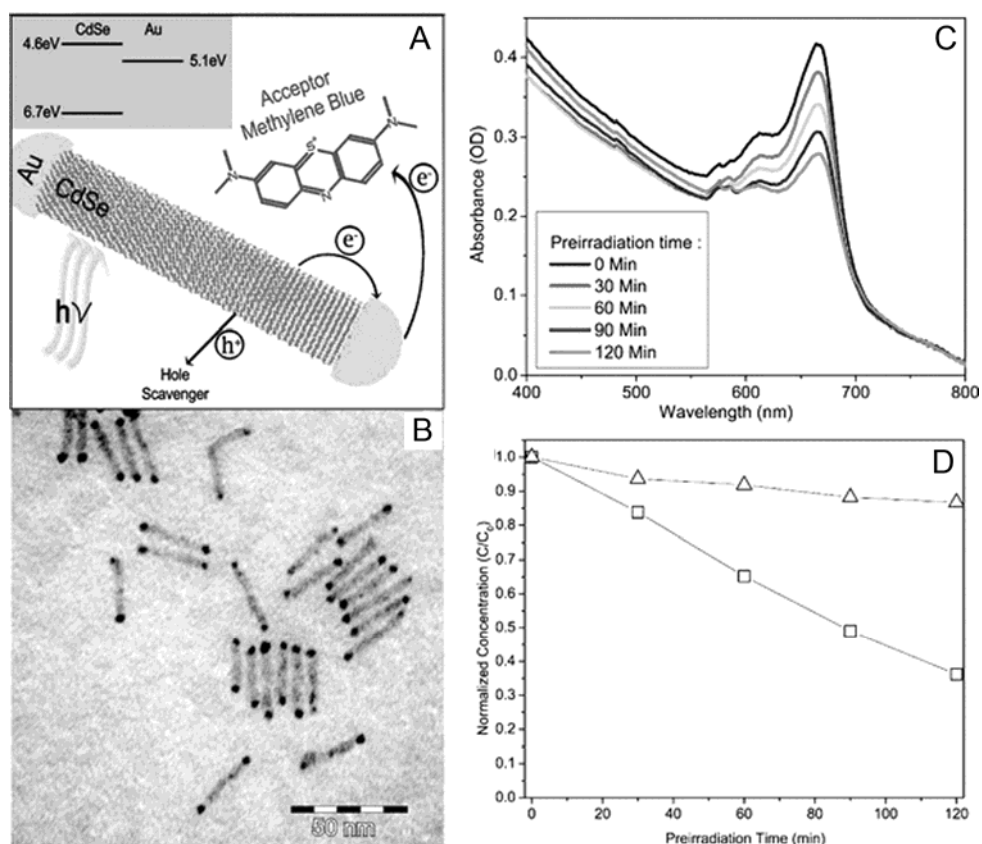 A
CdSe Au
4.6eV
5.1eV
6.7eV
Acceptor
Methylene Blue
N
S+
N
N
Au
CdSe
e-
e-
hν
h+
Hole
Scavenger
B
50 nm
C
Absorbance (OD)
0.4
0.3
0.2
0.1
0.0
Preirradiation time :
0 Min
30 Min
60 Min
90 Min
120 Min
400 500 600 700 800
Wavelength (nm)
D
Normalized Concentration (C/C0)
1.0
0.9
0.8
0.7
0.6
0.5
0.4
0.3
0.2
0.1
0.0
0 20 40 60 80 100 120
Preirradiation Time (min)